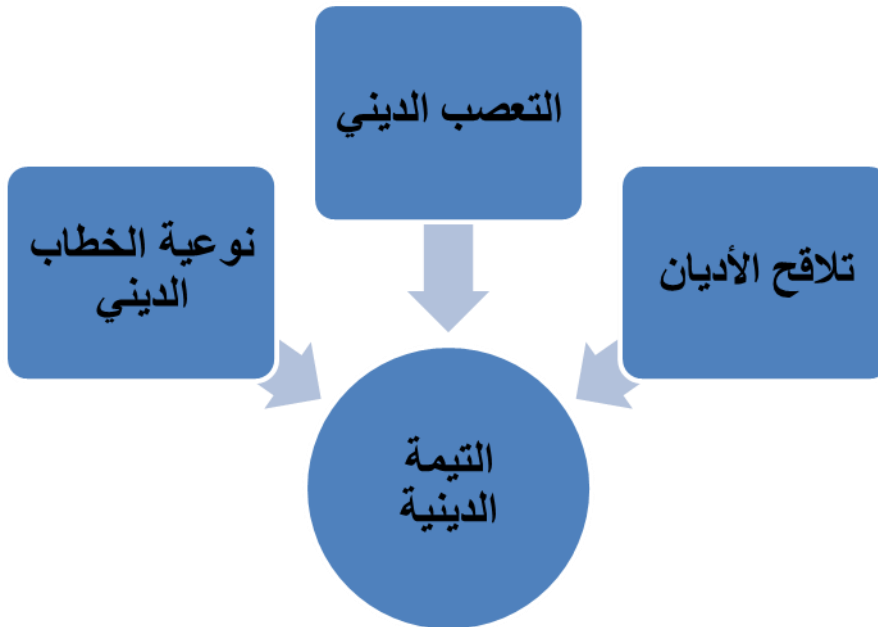 التعصب الديني
تلاقح الأديان
نوعية الخطاب
الديني
التيمة
الدينية